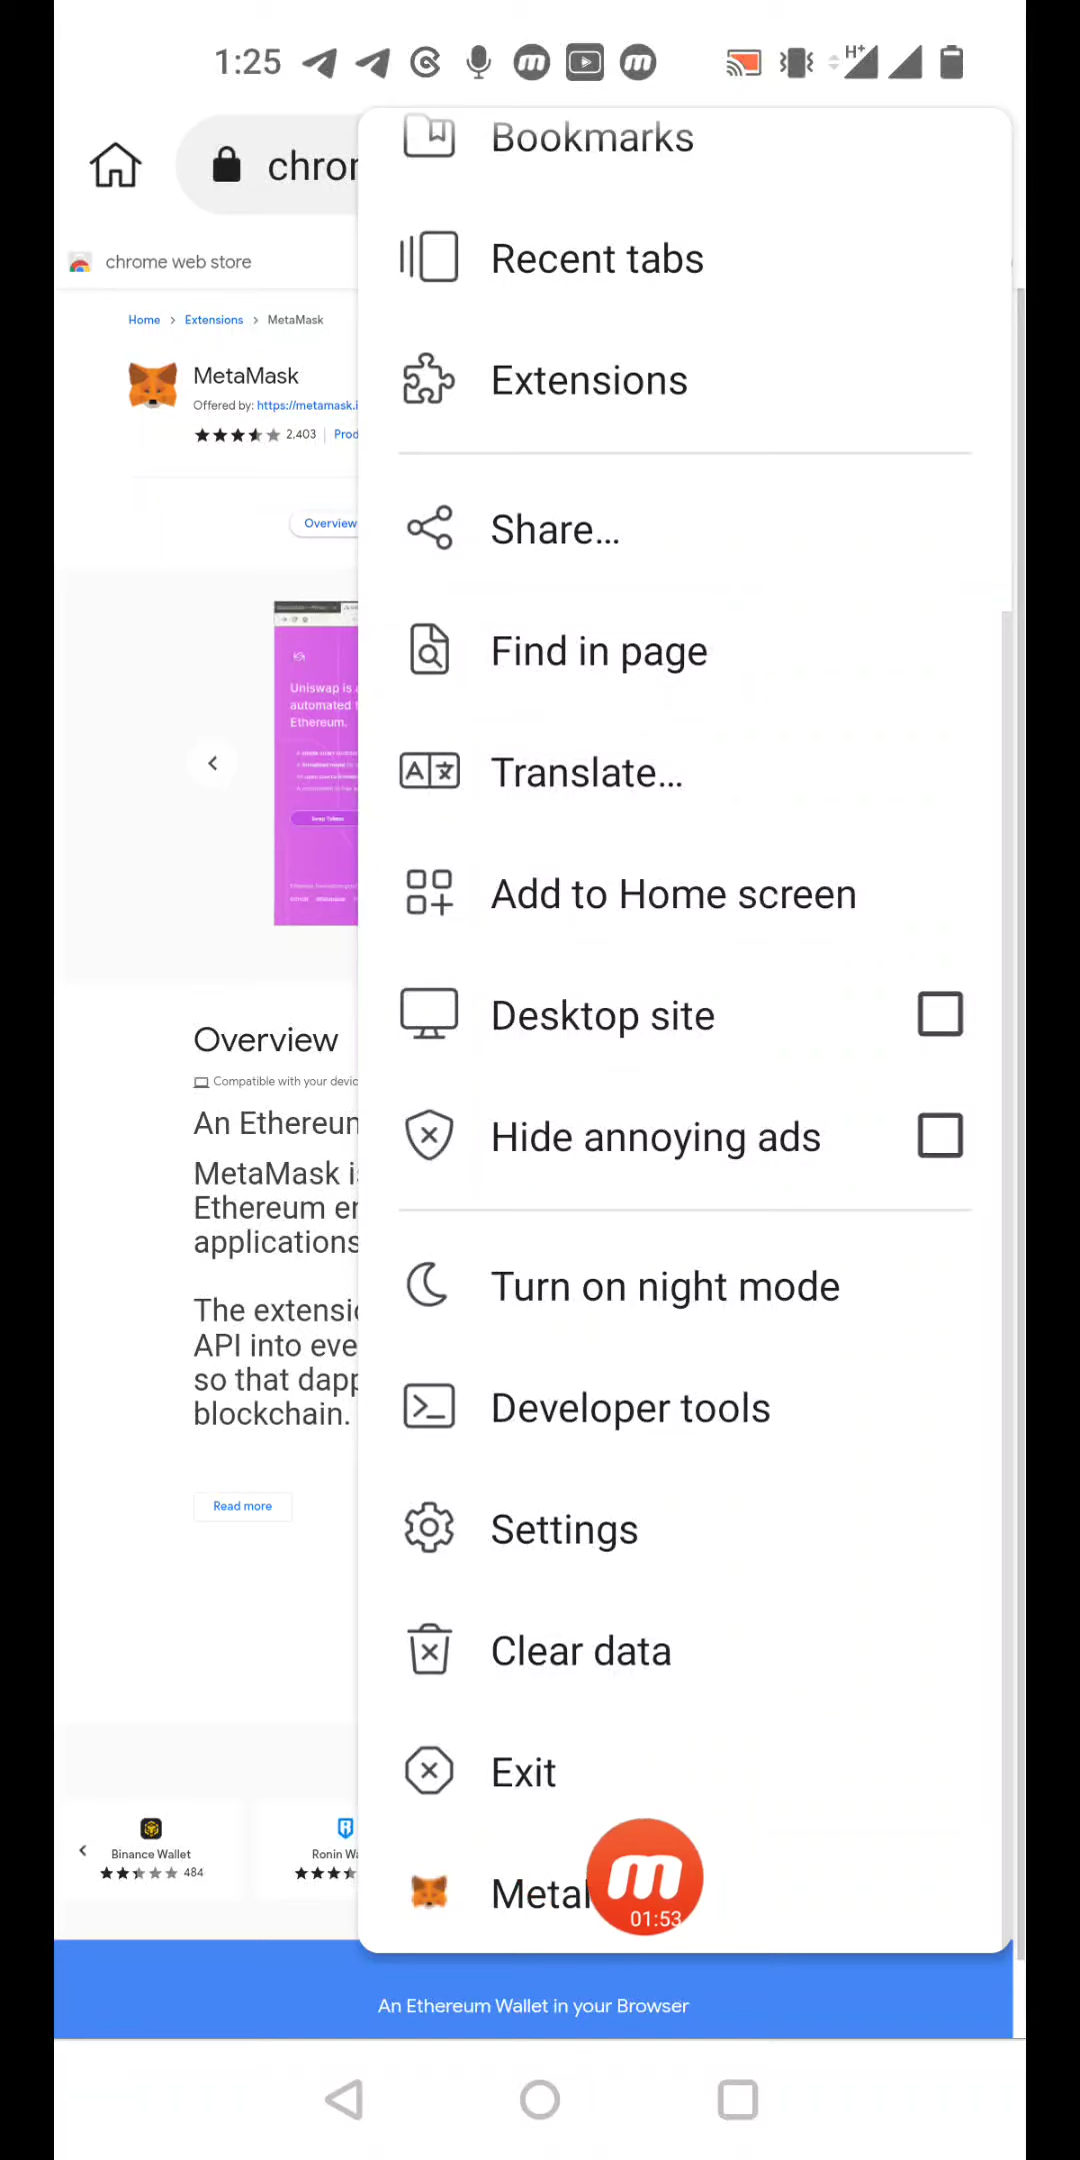 1:25
H+
chror
Bookmarks
chrome web store
Recent tabs
Home > Extensions > MetaMask
MetaMask
Extensions
Offered by: https://metamask.i
2,403 | Prod
Overview
Share...
Find in page
Uniswap is a
automated
Ethereum.
Translate...
Add to Home screen
Desktop site
Overview
Compatible with your devic
An Ethereun
Hide annoying ads
MetaMask i
Ethereum er
applications
Turn on night mode
The extensi
API into eve
so that dapp
blockchain.
Developer tools
Read more
Settings
Clear data
Exit
Binance Wallet
484
Ronin Wa
Meta
m
01:53
An Ethereum Wallet in your Browser